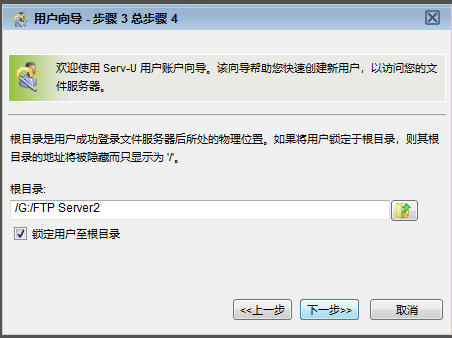 用户向导 - 步骤 3 总步骤 4
欢迎使用 Serv-U 用户账户向导。该向导帮助您快速创建新用户，以访问您的文
件服务器。
根目录是用户成功登录文件服务器后所处的物理位置。如果将用户锁定于根目录，则其根
目录的地址将被隐藏而只显示为 '/'。
根目录:
/G:/FTP Server2
锁定用户至根目录
<<上一步 下一步>> 取消